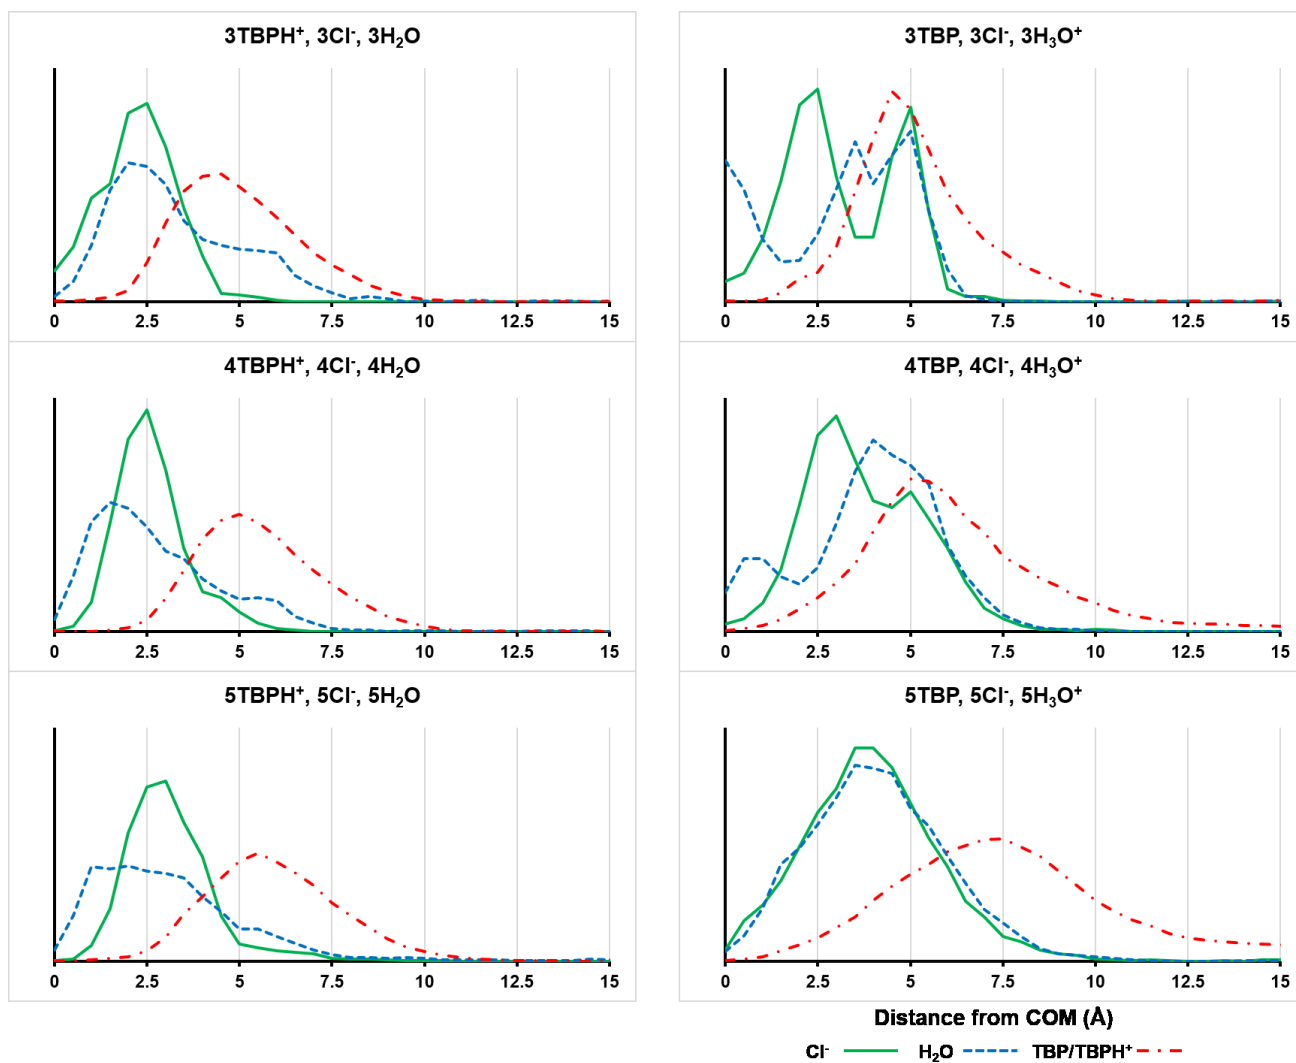 3TBPH⁺, 3Cl⁻, 3H₂O
0 2.5 5 7.5 10 12.5 15
3TBP, 3Cl⁻, 3H₃O⁺
0 2.5 5 7.5 10 12.5 15
4TBPH⁺, 4Cl⁻, 4H₂O
0 2.5 5 7.5 10 12.5 15
4TBP, 4Cl⁻, 4H₃O⁺
0 2.5 5 7.5 10 12.5 15
5TBPH⁺, 5Cl⁻, 5H₂O
0 2.5 5 7.5 10 12.5 15
5TBP, 5Cl⁻, 5H₃O⁺
0 2.5 5 7.5 10 12.5 15
Distance from COM (Å)
Cl⁻ H₂O TBP/TBPH⁺